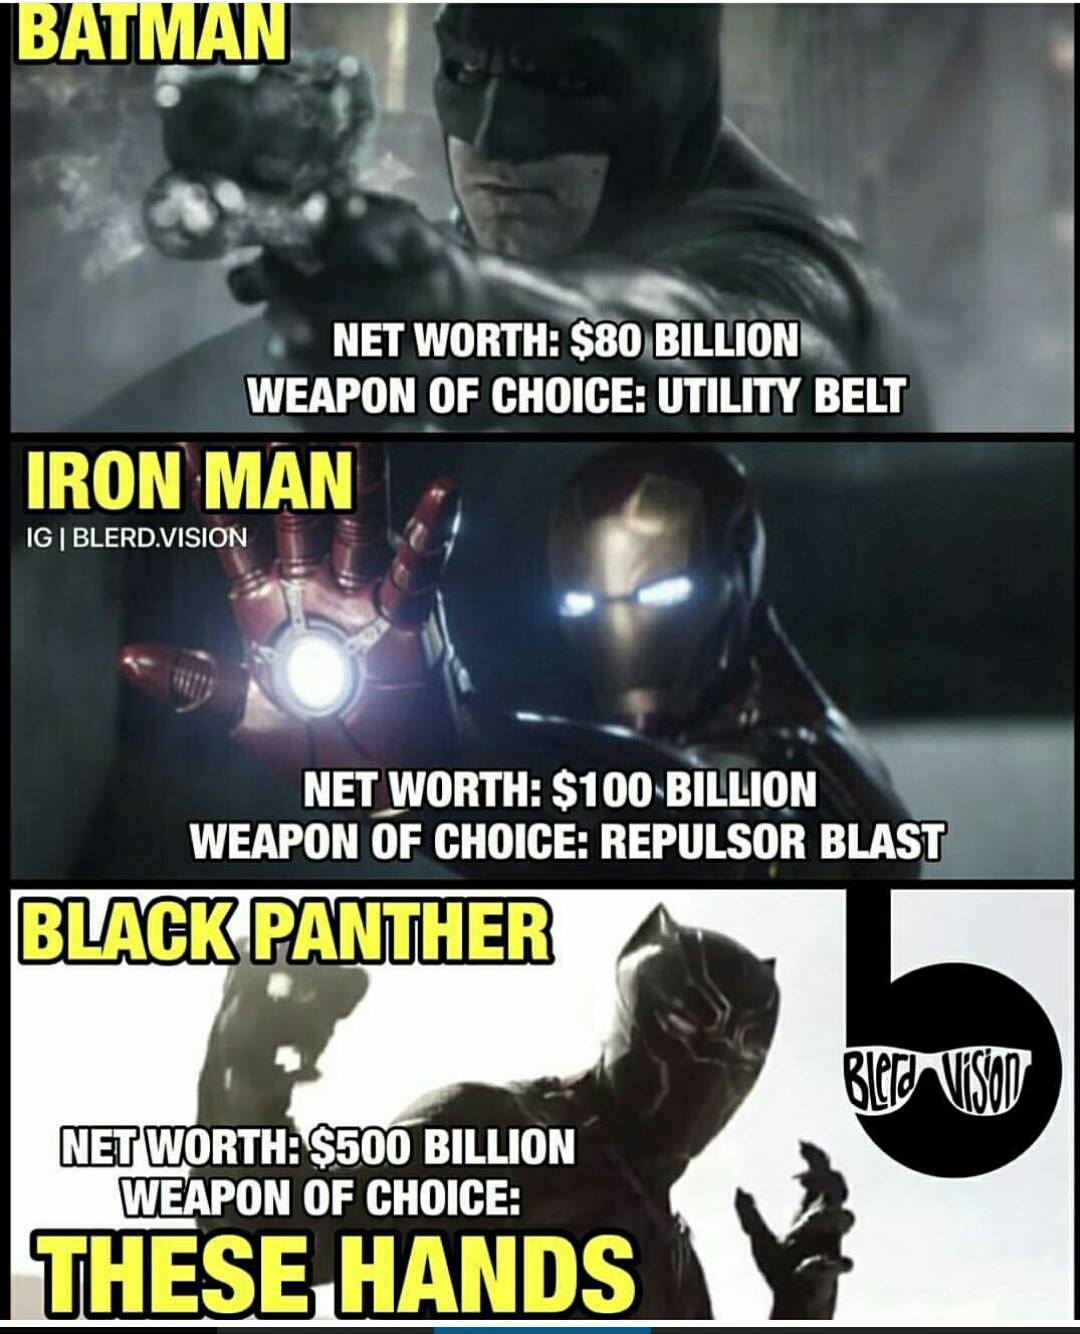 BATMAN
NET WORTH: $80 BILLION
WEAPON OF CHOICE: UTILITY BELT
IRON MAN
IG | BLERD.VISION
NET WORTH: $100 BILLION
WEAPON OF CHOICE: REPULSOR BLAST
BLACK PANTHER
Blerd Vision
NET WORTH: $500 BILLION
WEAPON OF CHOICE:
THESE HANDS